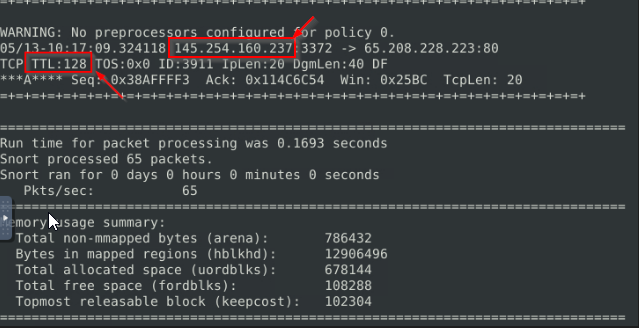 =+=+=+=+=+=+=+=+=+=+=+=+=+=+=+=+=+=+=+=+=+=+=+=+=+=+=+=+=+=+=+=+=+=+=+=+=+
WARNING: No preprocessors configured for policy 0.
05/13-10:17:09.324118 145.254.160.237:3372 -> 65.208.228.223:80
TCP TTL:128 TOS:0x0 ID:3911 IpLen:20 DgmLen:40 DF
***A**** Seq: 0x38AFFFF3 Ack: 0x114C6C54 Win: 0x25BC TcpLen: 20
=+=+=+=+=+=+=+=+=+=+=+=+=+=+=+=+=+=+=+=+=+=+=+=+=+=+=+=+=+=+=+=+=+=+=+=+=+
===============================================================================
Run time for packet processing was 0.1693 seconds
Snort processed 65 packets.
Snort ran for 0 days 0 hours 0 minutes 0 seconds
Pkts/sec: 65
===============================================================================
Memory usage summary:
Total non-mmapped bytes (arena): 786432
Bytes in mapped regions (hblkhd): 12906496
Total allocated space (uordblks): 678144
Total free space (fordblks): 108288
Topmost releasable block (keepcost): 102304
===============================================================================